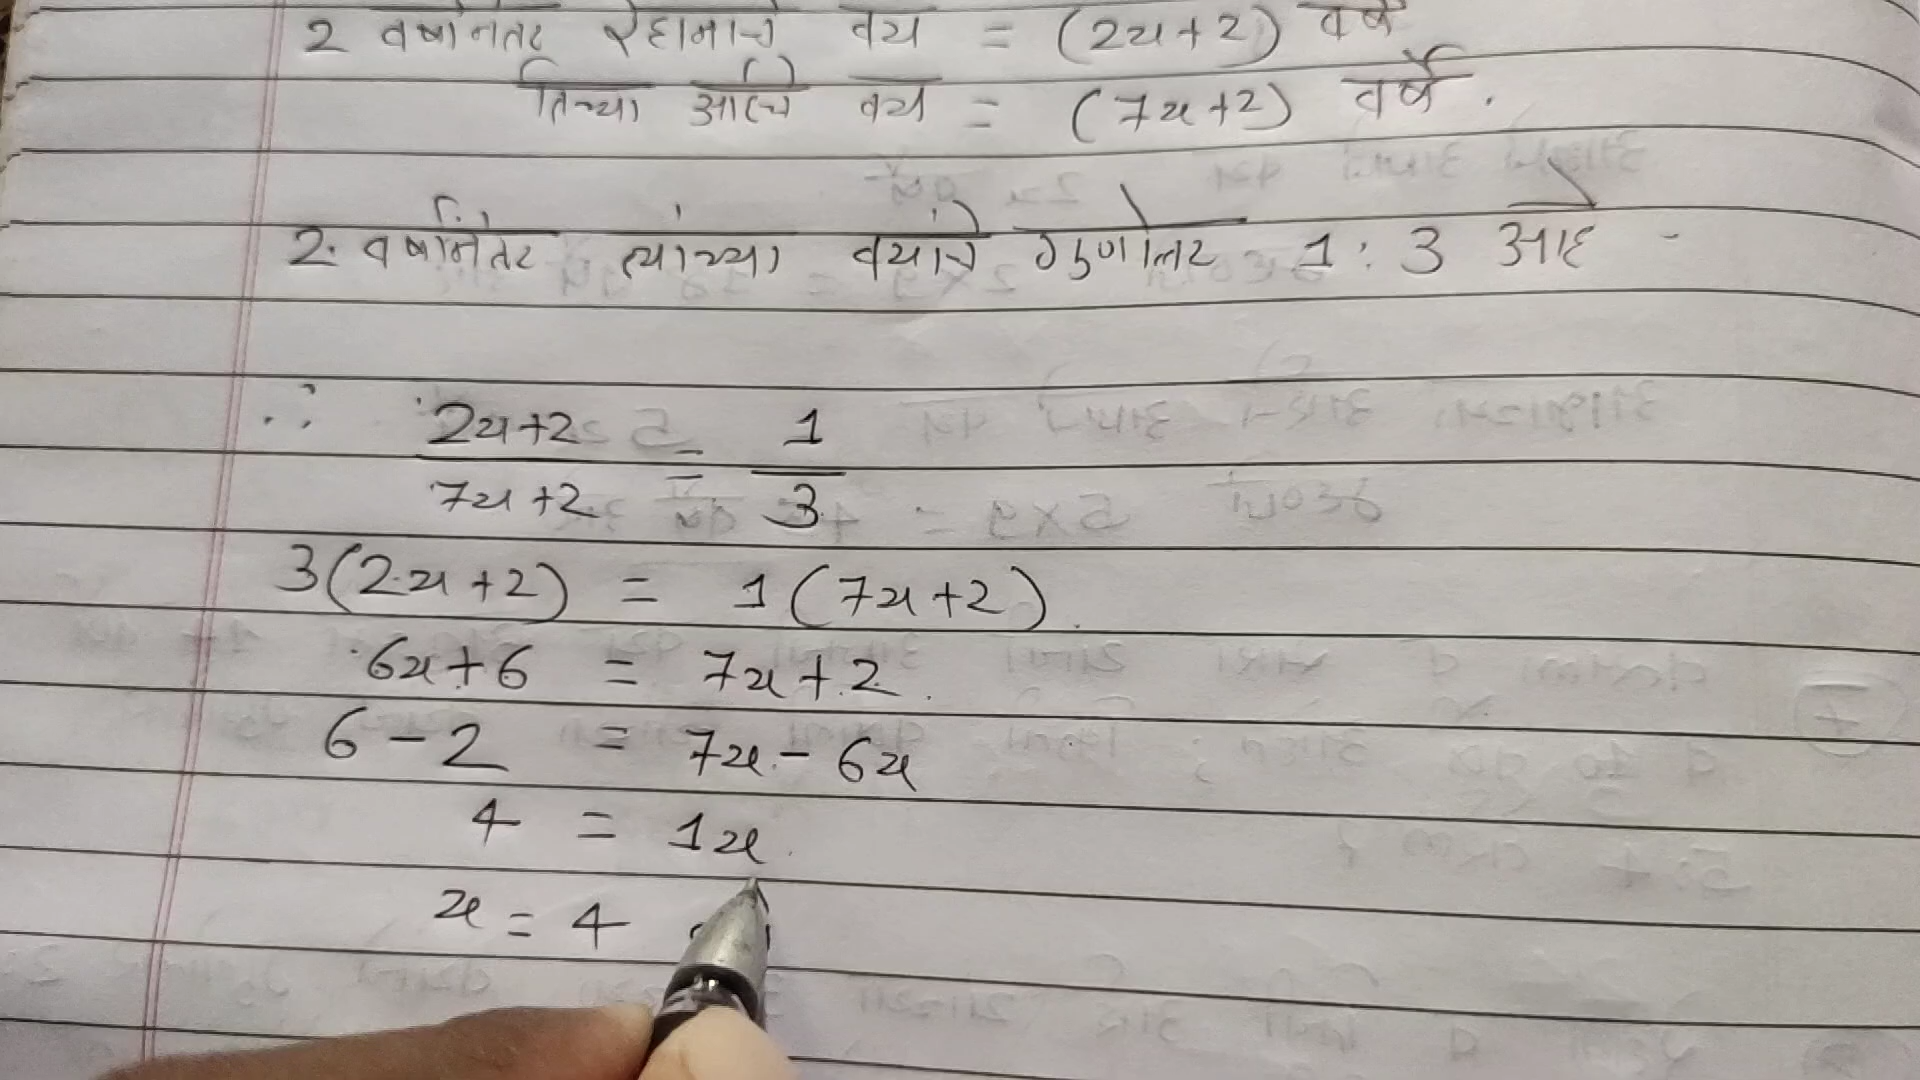 2 वर्षांनंतर रेहानाचे वय = (2x+2) वर्षे
तिच्या आईचे वय = (7x+2) वर्षे.
2 वर्षांनंतर त्यांच्या वयांचे गुणोत्तर 1:3 आहे.
∴ (2x+2)/(7x+2) = 1/3
3(2x+2) = 1(7x+2).
6x+6 = 7x+2.
6-2 = 7x-6x
4 = 1x
x = 4